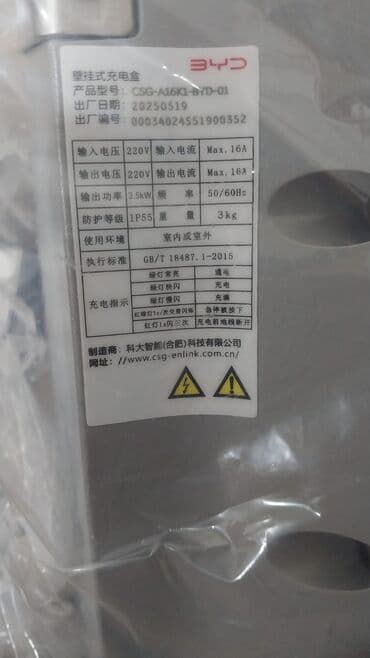 BYD
壁挂式充电盒
产品型号: CSG-A16K1-BYD-01
出厂日期: 20250519
出厂编号: 0003402455190035​2
输入电压 220V 输入电流 Max.16A
输出电压 220V 输出电流 Max.16A
输出功率 3.5kW 频 率 50/60Hz
防护等级 IP55 重 量 3kg
使用环境 室内或室外
执行标准 GB/T 18487.1-2015
充电指示
绿灯常亮 通电
绿灯快闪 充电
绿灯慢闪 充满
红绿灯1s/次交替闪烁 急停被按下
红灯1s闪三次 充电前地线断开
制造商: 科大智能(合肥)科技有限公司
网址: //www.csg-enlink.com.cn/